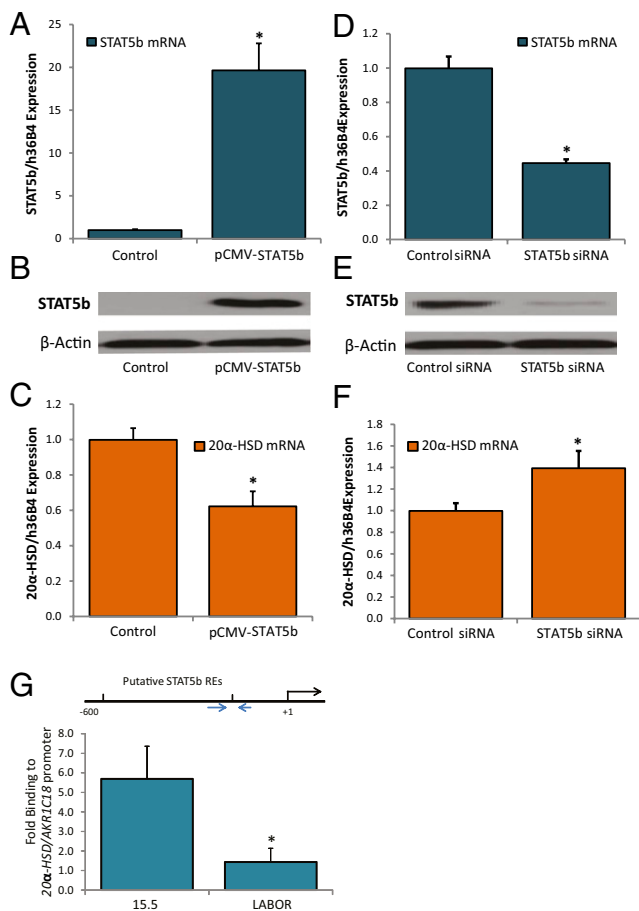 A
STAT5b/h36B4 Expression
25
20
15
10
5
0
STAT5b mRNA
*
Control
pCMV-STAT5b
D
STAT5b/h36B4Expression
1.2
1.0
0.8
0.6
0.4
0.2
0.0
STAT5b mRNA
*
Control siRNA
STAT5b siRNA
B
STAT5b
β-Actin
Control
pCMV-STAT5b
E
STAT5b
β-Actin
Control siRNA
STAT5b siRNA
C
20α-HSD/h36B4 Expression
1.2
1.0
0.8
0.6
0.4
0.2
0.0
20α-HSD mRNA
*
Control
pCMV-STAT5b
F
20α-HSD/h36B4Expression
1.8
1.6
1.4
1.2
1.0
0.8
0.6
0.4
0.2
0.0
20α-HSD mRNA
*
Control siRNA
STAT5b siRNA
G
Putative STAT5b REs
-600
+1
Fold Binding to
20α-HSD/AKR1C18 promoter
8.0
7.0
6.0
5.0
4.0
3.0
2.0
1.0
0.0
*
15.5
LABOR